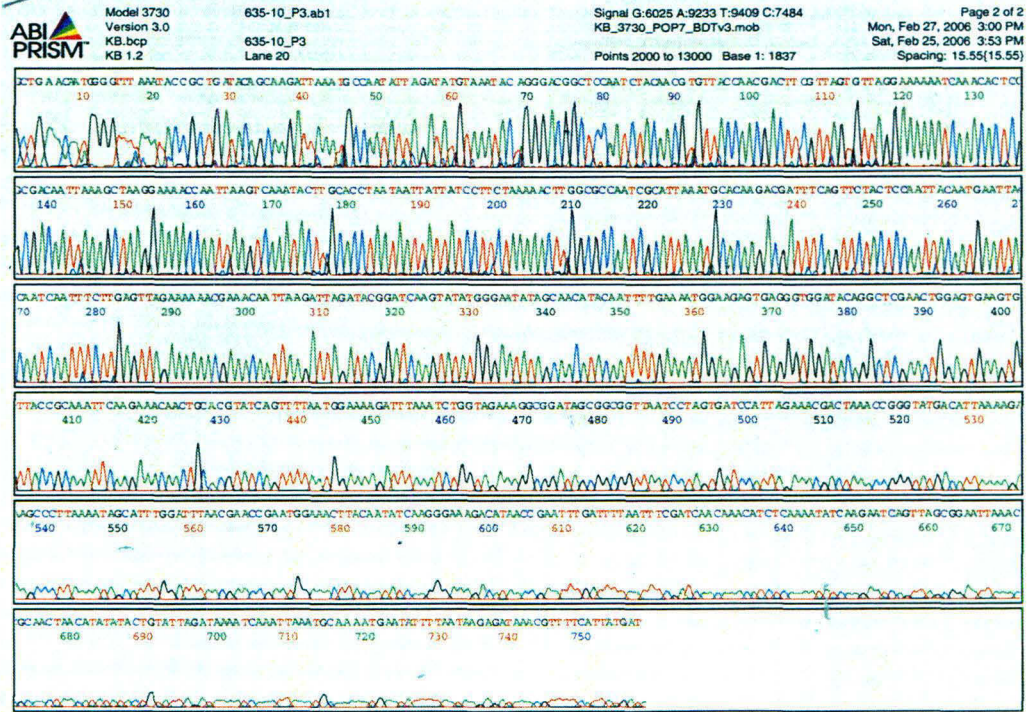 ABI PRISM
Model 3730
Version 3.0
KB.bcp
KB 1.2
635-10_P3.ab1
635-10_P3
Lane 20
Signal G:6025 A:9233 T:9409 C:7484
KB_3730_POP7_BDTv3.mob
Points 2000 to 13000 Base 1: 1837
Page 2 of 2
Mon, Feb 27, 2006 3:00 PM
Sat, Feb 25, 2006 3:53 PM
Spacing: 15.55{15.55}
10 20 30 40 50 60 70 80 90 100 110 120 130
140 150 160 170 180 190 200 210 220 230 240 250 260
CAATCAATTTCTTGAGTTAGAAAAAACGAAACAATTAAGATTAGATACGGATCAAGTATATGGGAATATAGCAACATACAATTTTGAAAATGGAAGAGTGAGGGTGGATACAGGCTCGAACTGGAGTGAAGTG
70 280 290 300 310 320 330 340 350 360 370 380 390 400
TTACCGCAAATTCAAGAAACAACTGCACGTATCAGTTTTAATGGAAAAGATTTAAATCTGGTAGAAAGGCGGATAGCGGCGGTTAATCCTAGTGATCCATTAGAAACGACTAAACCGGGTATGACATTAAAAGA
410 420 430 440 450 460 470 480 490 500 510 520 530
AAGCCCTTAAAATAGCATTTGGATTTAACGAACCGAATGGAAACTTACAATATCAAGGGAAAGACATAACCGAATTTGATTTTAATTTCGATCAACAAACATCTCAAAATATCAAGAATCAGTTAGCGGAATTAAAC
540 550 560 570 580 590 600 610 620 630 640 650 660 670
GCAACTAACATATATACTGTATTAGATAAAATCAAATTAAATGCAAAAATGAATATTTTAATAAGAGATAAACGTTTTCATTATGAT
680 690 700 710 720 730 740 750